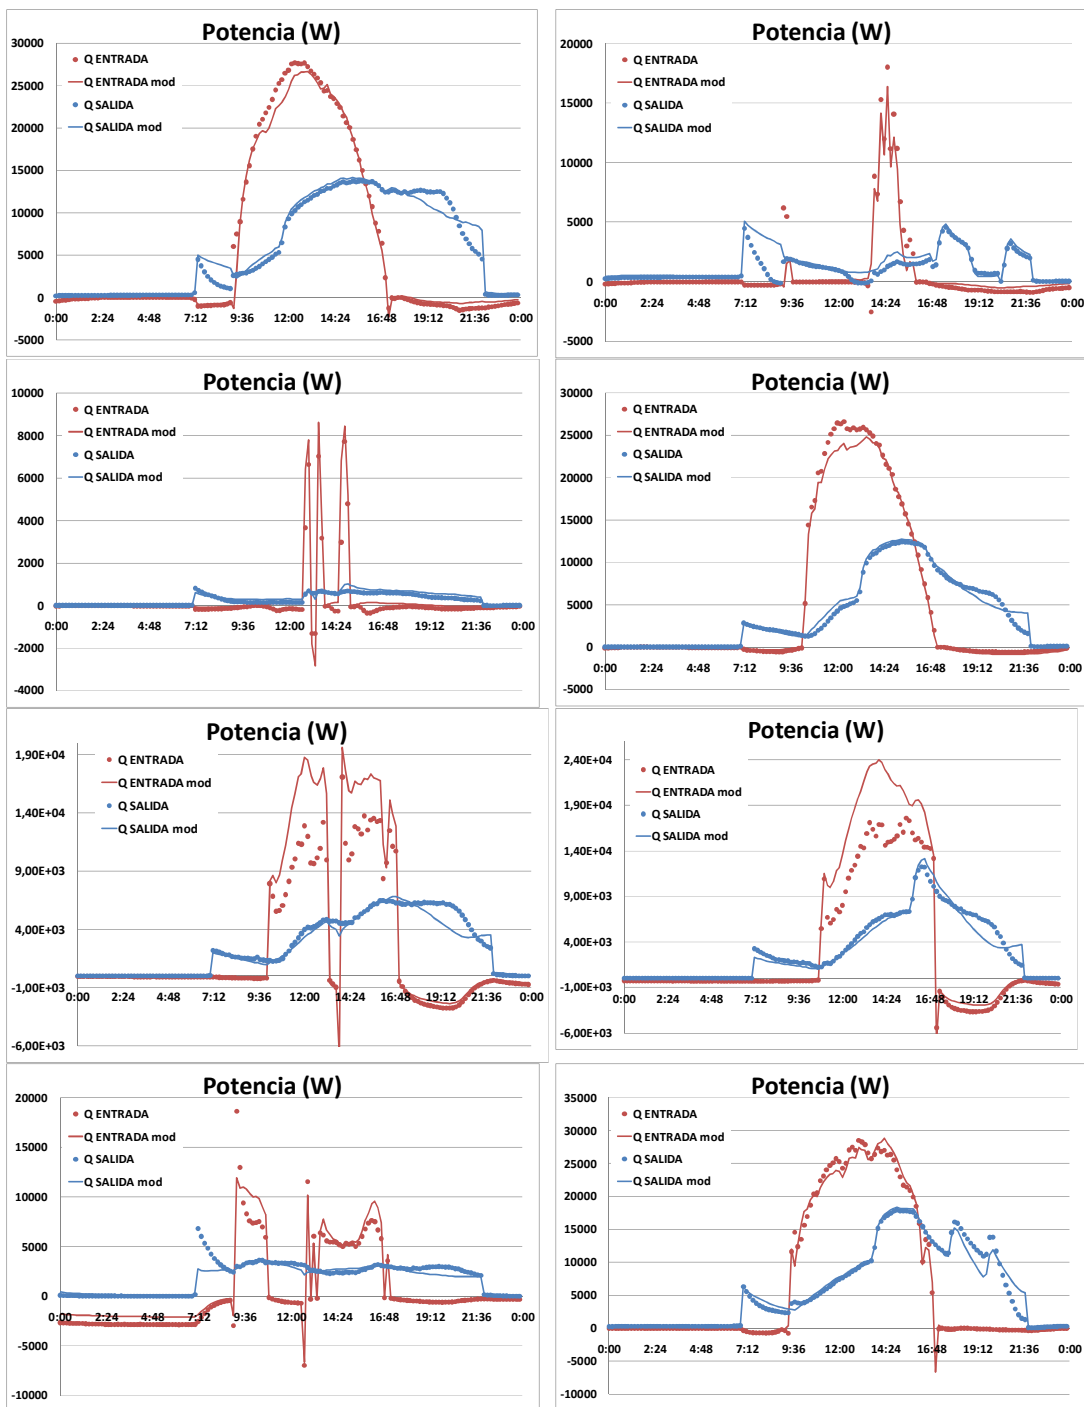 Potencia (W)
30000
25000
20000
15000
10000
5000
0
-5000
Q ENTRADA
Q ENTRADA mod
Q SALIDA
Q SALIDA mod
0:00 2:24 4:48 7:12 9:36 12:00 14:24 16:48 19:12 21:36 0:00
Potencia (W)
20000
15000
10000
5000
0
-5000
Q ENTRADA
Q ENTRADA mod
Q SALIDA
Q SALIDA mod
0:00 2:24 4:48 7:12 9:36 12:00 14:24 16:48 19:12 21:36 0:00
Potencia (W)
10000
8000
6000
4000
2000
0
-2000
-4000
Q ENTRADA
Q ENTRADA mod
Q SALIDA
Q SALIDA mod
0:00 2:24 4:48 7:12 9:36 12:00 14:24 16:48 19:12 21:36 0:00
Potencia (W)
30000
25000
20000
15000
10000
5000
0
-5000
Q ENTRADA
Q ENTRADA mod
Q SALIDA
Q SALIDA mod
0:00 2:24 4:48 7:12 9:36 12:00 14:24 16:48 19:12 21:36 0:00
Potencia (W)
1,90E+04
1,40E+04
9,00E+03
4,00E+03
-1,00E+03
-6,00E+03
Q ENTRADA
Q ENTRADA mod
Q SALIDA
Q SALIDA mod
0:00 2:24 4:48 7:12 9:36 12:00 14:24 16:48 19:12 21:36 0:00
Potencia (W)
2,40E+04
1,90E+04
1,40E+04
9,00E+03
4,00E+03
-1,00E+03
-6,00E+03
Q ENTRADA
Q ENTRADA mod
Q SALIDA
Q SALIDA mod
0:00 2:24 4:48 7:12 9:36 12:00 14:24 16:48 19:12 21:36 0:00
Potencia (W)
20000
15000
10000
5000
0
-5000
-10000
Q ENTRADA
Q ENTRADA mod
Q SALIDA
Q SALIDA mod
0:00 2:24 4:48 7:12 9:36 12:00 14:24 16:48 19:12 21:36 0:00
Potencia (W)
35000
30000
25000
20000
15000
10000
5000
0
-5000
-10000
Q ENTRADA
Q ENTRADA mod
Q SALIDA
Q SALIDA mod
0:00 2:24 4:48 7:12 9:36 12:00 14:24 16:48 19:12 21:36 0:00